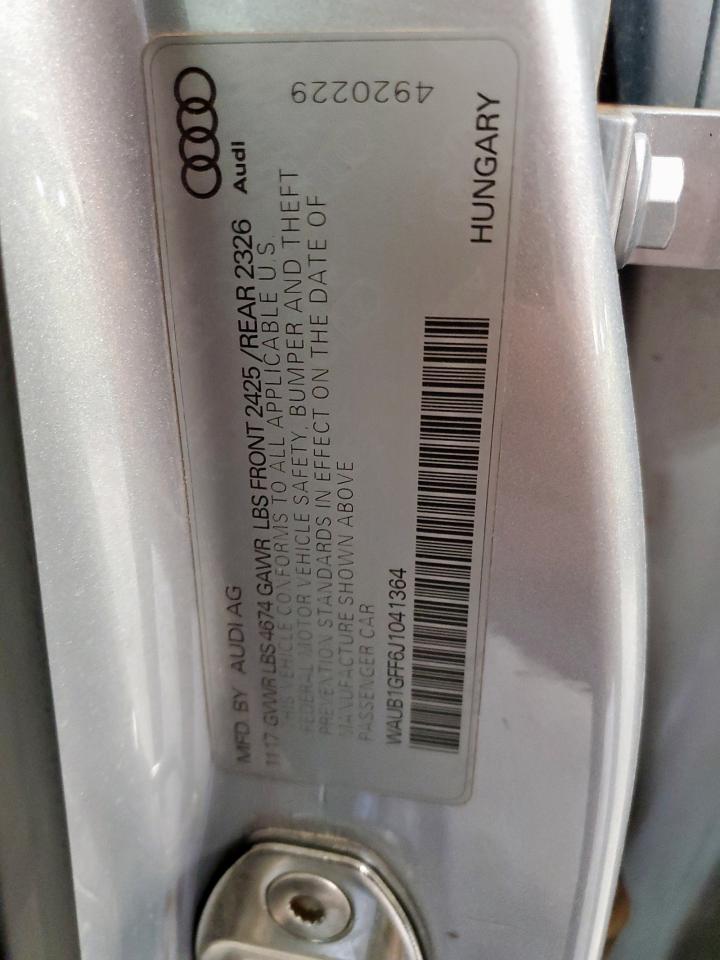 MFD BY AUDI AG
Audi
11 17 GVWR LBS 4674 GAWR LBS FRONT 2425 / REAR 2326
THIS VEHICLE CONFORMS TO ALL APPLICABLE U.S.
FEDERAL MOTOR VEHICLE SAFETY, BUMPER AND THEFT
PREVENTION STANDARDS IN EFFECT ON THE DATE OF
MANUFACTURE SHOWN ABOVE
PASSENGER CAR
4920229
WAUB1GFF6J1041364
HUNGARY